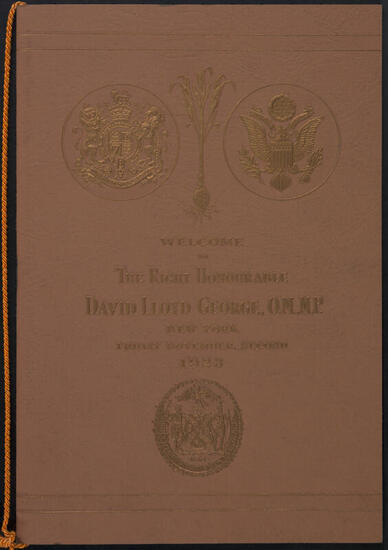 WELCOME
TO
THE RIGHT HONOURABLE
DAVID LLOYD GEORGE, O.M., M.P.
NEW YORK,
FRIDAY NOVEMBER, SECOND
1923